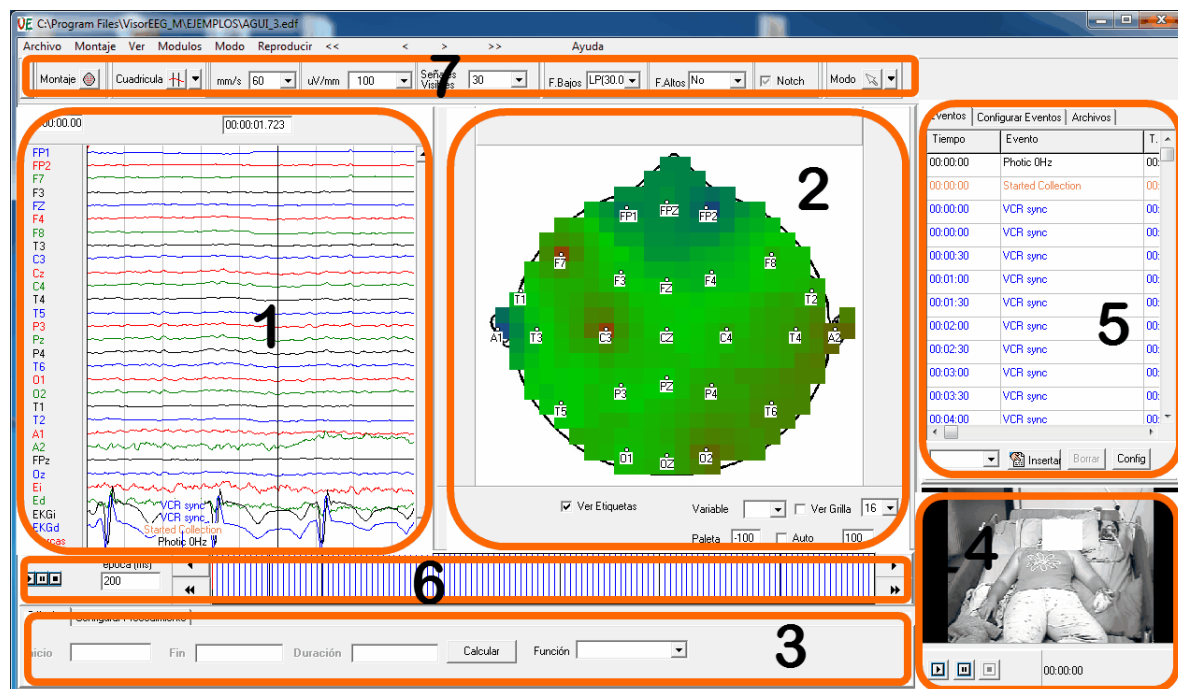 VE C:\Program Files\VisorEEG_M\EJEMPLOS\AGUI_3.edf
Archivo Montaje Ver Modulos Modo Reproducir << < > >> Ayuda
Montaje Cuadricula mm/s 60 uV/mm 100 Señales Visibles 30 F.Bajos LP(30.0 F.Altos No Notch Modo
7
00:00:01.723
FP1
FP2
F7
F3
FZ
F4
F8
T3
C3
Cz
C4
T4
T5
P3
Pz
P4
T6
O1
O2
T1
T2
A1
A2
FPz
Oz
Ei
Ed
EKGi
EKGd
VCR sync
VCR sync
Started Collection
Photic 0Hz
1
2
FP1 FPZ FP2
F7 F8
F3 FZ F4
T1 T2
A1 T3 C3 CZ C4 T4 A2
P3 PZ P4
T5 T6
O1 OZ O2
Ver Etiquetas Variable Ver Grilla 16
Paleta -100 Auto 100
Eventos Configurar Eventos Archivos
Tiempo Evento T.
00:00:00 Photic 0Hz 00:
00:00:00 Started Collection 00:
00:00:00 VCR sync 00:
00:00:30 VCR sync 00:
00:01:00 VCR sync 00:
00:01:30 VCR sync 00:
00:02:00 VCR sync 00:
00:02:30 VCR sync 00:
00:03:00 VCR sync 00:
00:03:30 VCR sync 00:
00:04:00 VCR sync 00:
5
Insertar Borrar Config
4
00:00:00
época (ms)
200
6
Configurar Procedimiento
Inicio Fin Duración Calcular Función
3